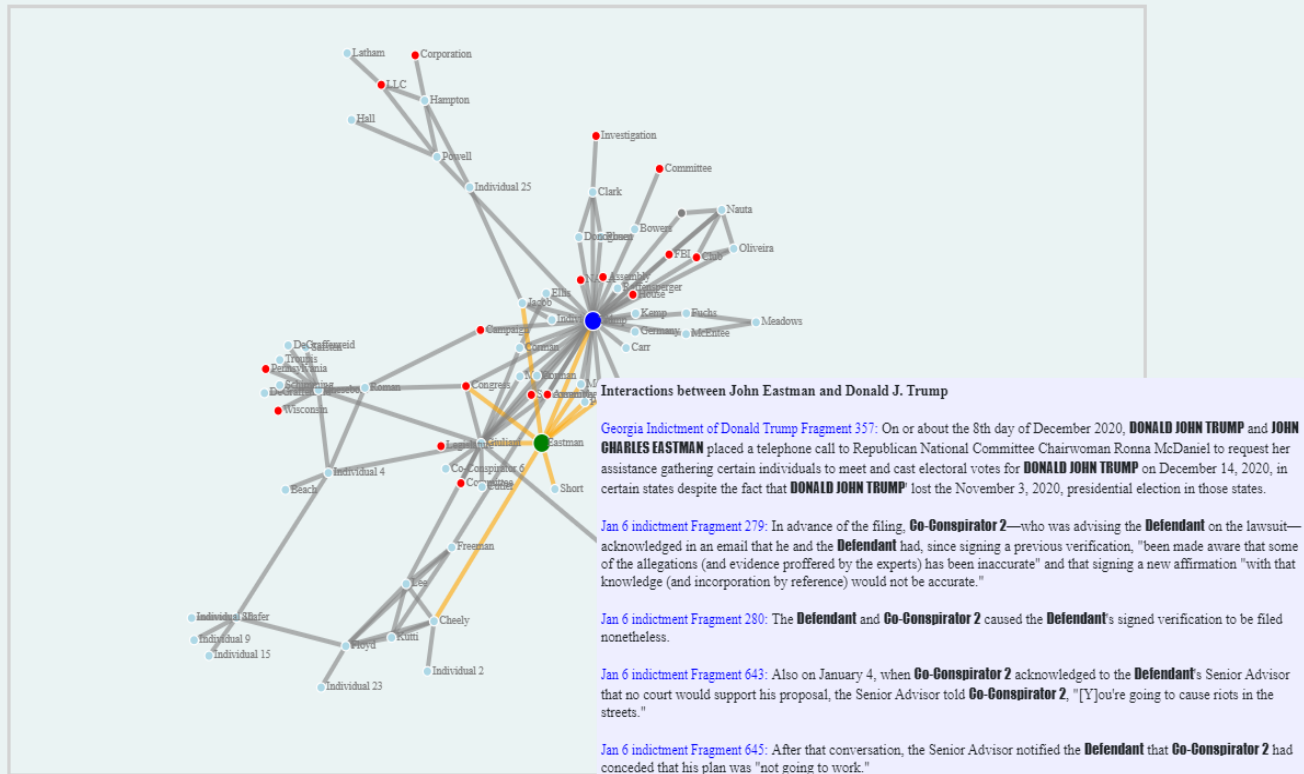 Latham
Corporation
LLC
Hampton
Hall
Investigation
Powell
Committee
Individual 25
Clark
Nauta
Bowers
Oliveira
FBI
Club
Assembly
Ellis
House
Kemp
Fuchs
Meadows
Campaign
Germany
McEntee
Carr
DeGraffenreid
Troupis
Pennsylvania
Roman
Congress
Wisconsin
Giuliani
Eastman
Co-Conspirator 6
Individual 4
Short
Beach
Freeman
Lee
Cheely
Shafer
Individual 9
Individual 15
Floyd
Kutti
Individual 2
Individual 23
Interactions between John Eastman and Donald J. Trump
Georgia Indictment of Donald Trump Fragment 357: On or about the 8th day of December 2020, DONALD JOHN TRUMP and JOHN
CHARLES EASTMAN placed a telephone call to Republican National Committee Chairwoman Ronna McDaniel to request her
assistance gathering certain individuals to meet and cast electoral votes for DONALD JOHN TRUMP on December 14, 2020, in
certain states despite the fact that DONALD JOHN TRUMP' lost the November 3, 2020, presidential election in those states.
Jan 6 indictment Fragment 279: In advance of the filing, Co-Conspirator 2—who was advising the Defendant on the lawsuit—
acknowledged in an email that he and the Defendant had, since signing a previous verification, "been made aware that some
of the allegations (and evidence proffered by the experts) has been inaccurate" and that signing a new affirmation "with that
knowledge (and incorporation by reference) would not be accurate."
Jan 6 indictment Fragment 280: The Defendant and Co-Conspirator 2 caused the Defendant's signed verification to be filed
nonetheless.
Jan 6 indictment Fragment 643: Also on January 4, when Co-Conspirator 2 acknowledged to the Defendant's Senior Advisor
that no court would support his proposal, the Senior Advisor told Co-Conspirator 2, "[Y]ou're going to cause riots in the
streets."
Jan 6 indictment Fragment 645: After that conversation, the Senior Advisor notified the Defendant that Co-Conspirator 2 had
conceded that his plan was "not going to work."